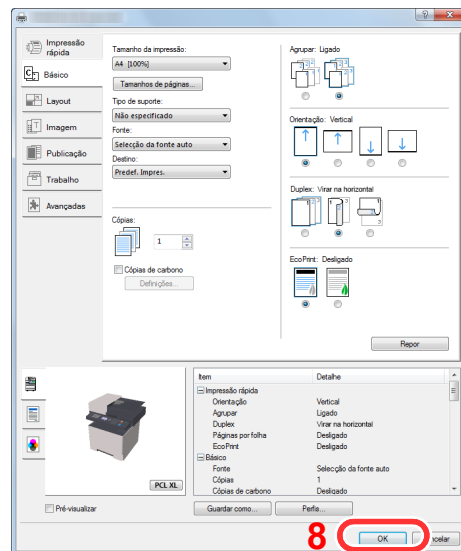 Impressão rápida
Básico
Layout
Imagem
Publicação
Trabalho
Avançadas
Tamanho da impressão:
A4 [100%]
Tamanhos de páginas...
Tipo de suporte:
Não especificado
Fonte:
Selecção da fonte auto
Destino:
Predef. Impres.
Cópias:
1
Cópias de carbono
Definições...
Agrupar: Ligado
Orientação: Vertical
Duplex: Virar na horizontal
EcoPrint: Desligado
Repor
PCL XL
Pré-visualizar
Item Detalhe
Impressão rápida
Orientação Vertical
Agrupar Ligado
Duplex Virar na horizontal
Páginas por folha Desligado
EcoPrint Desligado
Básico
Fonte Selecção da fonte auto
Cópias 1
Cópias de carbono Desligado
Guardar como... Perfis...
8 OK celar